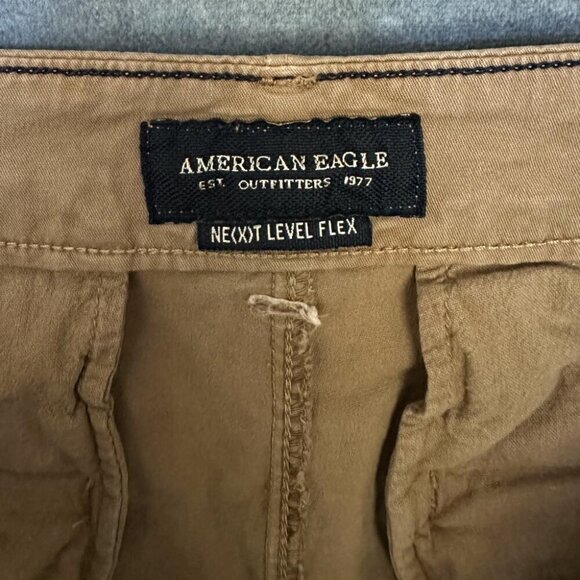 AMERICAN EAGLE
EST. OUTFITTERS 1977
NE(X)T LEVEL FLEX